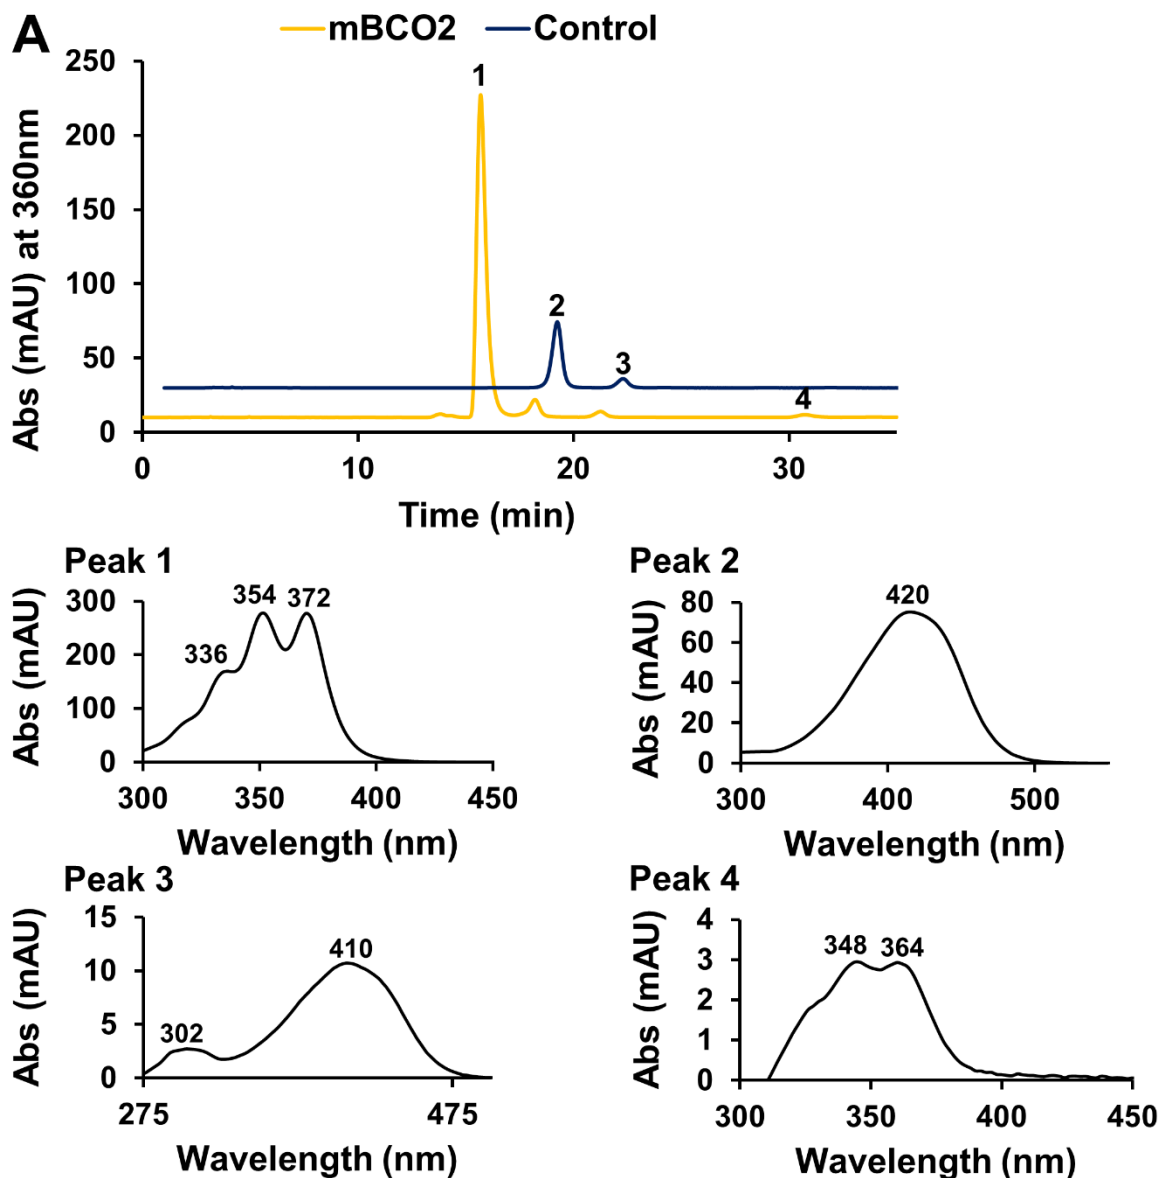 A
mBCO2 Control
Abs (mAU) at 360nm
250
200
150
100
50
0
1
2
3
4
0 10 20 30
Time (min)
Peak 1
Abs (mAU)
300
200
100
0
336 354 372
300 350 400 450
Wavelength (nm)
Peak 2
Abs (mAU)
80
60
40
20
0
420
300 400 500
Wavelength (nm)
Peak 3
Abs (mAU)
15
10
5
0
302 410
275 475
Wavelength (nm)
Peak 4
Abs (mAU)
4
3
2
1
0
348 364
300 350 400 450
Wavelength (nm)